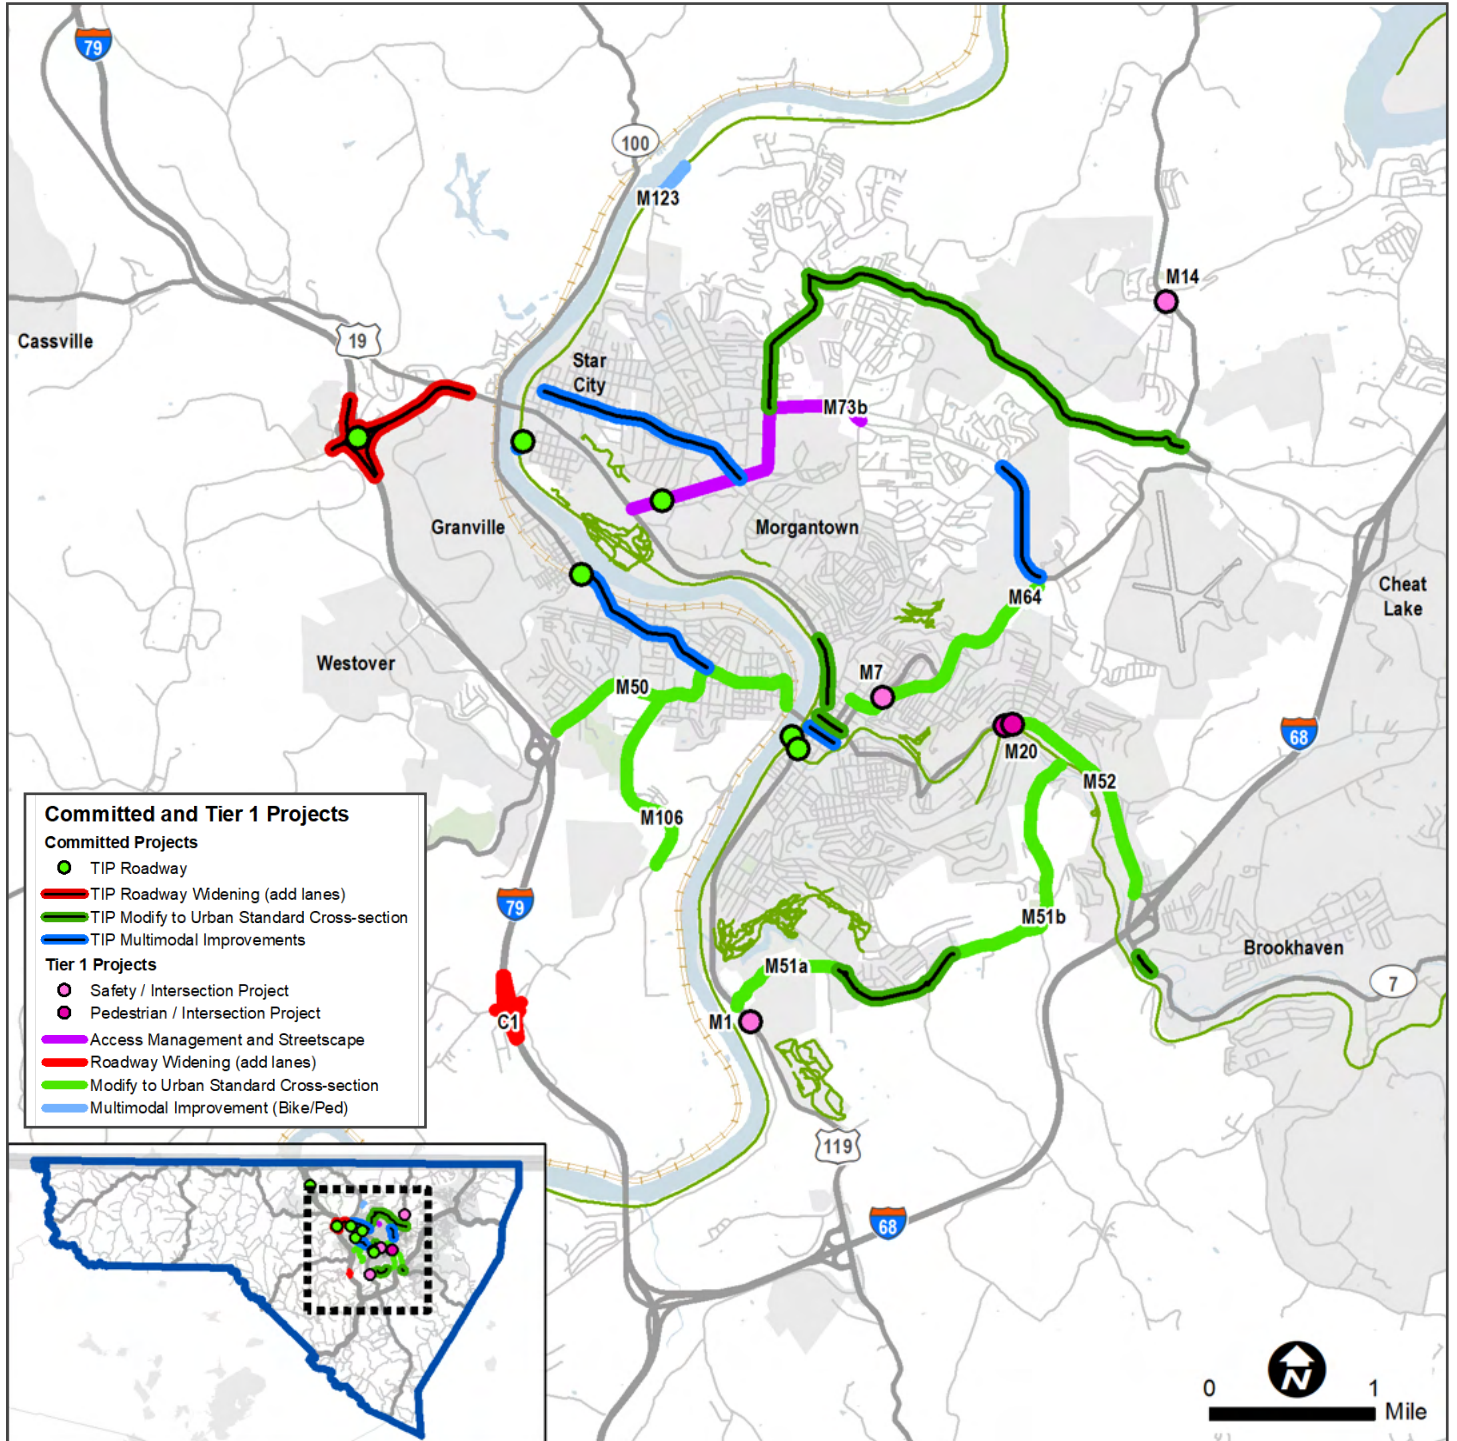 79
100
M123
M14
19
Cassville
Star
City
M73b
Granville
Morgantown
Cheat
Lake
M64
Westover
M7
M50
68
M20
M52
M106
79
M51b
Brookhaven
M51a
7
M1
C1
119
68
Committed and Tier 1 Projects
Committed Projects
TIP Roadway
TIP Roadway Widening (add lanes)
TIP Modify to Urban Standard Cross-section
TIP Multimodal Improvements
Tier 1 Projects
Safety / Intersection Project
Pedestrian / Intersection Project
Access Management and Streetscape
Roadway Widening (add lanes)
Modify to Urban Standard Cross-section
Multimodal Improvement (Bike/Ped)
N
0 1
Mile